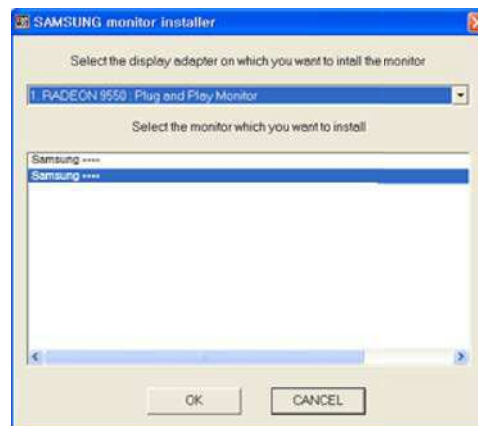 SAMSUNG monitor installer
Select the display adapter on which you want to intall the monitor
1. RADEON 9550 : Plug and Play Monitor
Select the monitor which you want to install
Samsung ****
Samsung ****
OK
CANCEL